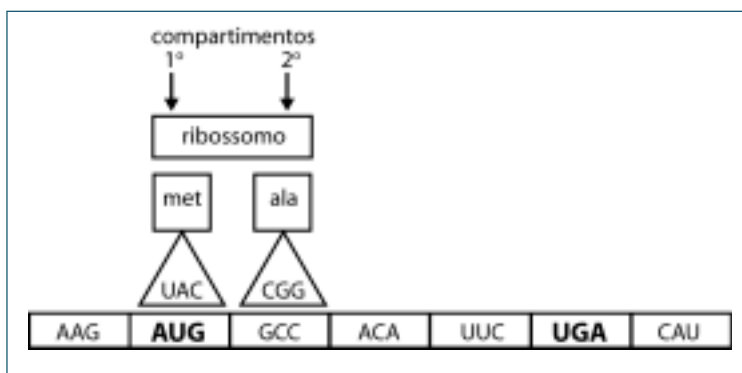 compartimentos
1º 2º
ribossomo
met ala
UAC CGG
AAG AUG GCC ACA UUC UGA CAU